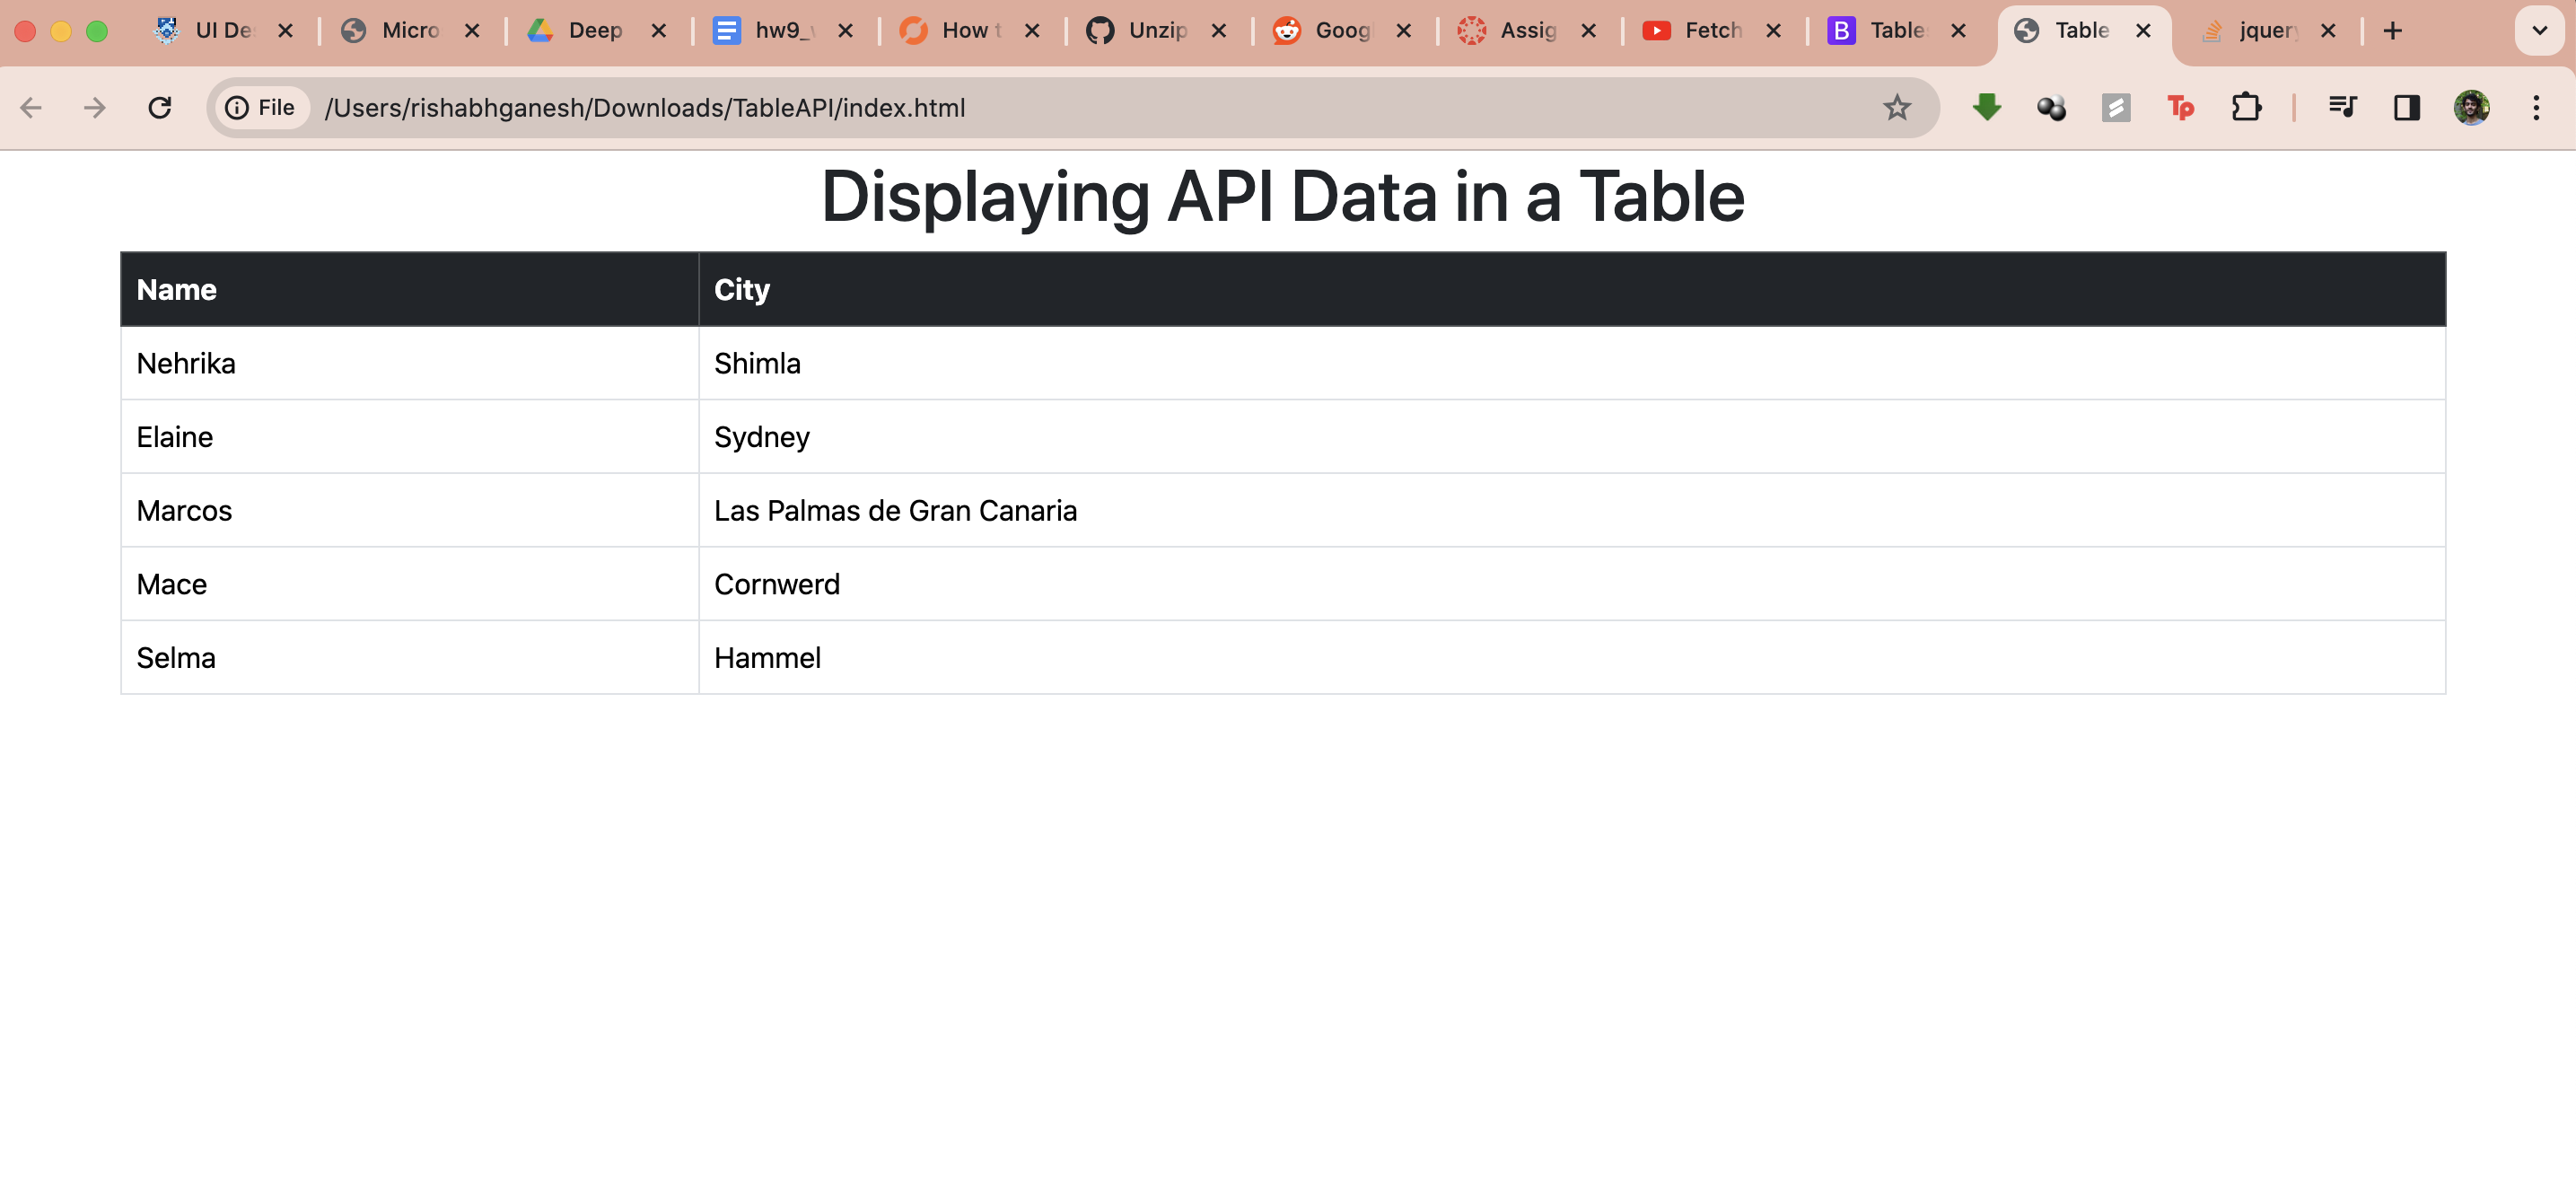 UI De Micro Deep hw9_ How t Unzip Goog Assig Fetch Table Table jquer
File /Users/rishabhganesh/Downloads/TableAPI/index.html Tp
Displaying API Data in a Table
Name City
Nehrika Shimla
Elaine Sydney
Marcos Las Palmas de Gran Canaria
Mace Cornwerd
Selma Hammel